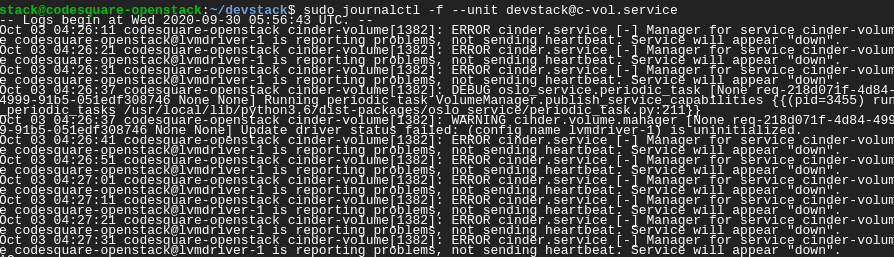 stack@codesquare-openstack:~/devstack$ sudo journalctl -f --unit devstack@c-vol.service
-- Logs begin at Wed 2020-09-30 05:56:43 UTC. --
Oct 03 04:26:11 codesquare-openstack cinder-volume[1382]: ERROR cinder.service [-] Manager for service cinder-volum
e codesquare-openstack@lvmdriver-1 is reporting problems, not sending heartbeat. Service will appear "down".
Oct 03 04:26:21 codesquare-openstack cinder-volume[1382]: ERROR cinder.service [-] Manager for service cinder-volum
e codesquare-openstack@lvmdriver-1 is reporting problems, not sending heartbeat. Service will appear "down".
Oct 03 04:26:31 codesquare-openstack cinder-volume[1382]: ERROR cinder.service [-] Manager for service cinder-volum
e codesquare-openstack@lvmdriver-1 is reporting problems, not sending heartbeat. Service will appear "down".
Oct 03 04:26:37 codesquare-openstack cinder-volume[1382]: DEBUG oslo_service.periodic_task [None req-218d071f-4d84-
4999-91b5-051edf308746 None None] Running periodic task VolumeManager.publish_service_capabilities {{(pid=3455) run
_periodic_tasks /usr/local/lib/python3.6/dist-packages/oslo_service/periodic_task.py:211}}
Oct 03 04:26:37 codesquare-openstack cinder-volume[1382]: WARNING cinder.volume.manager [None req-218d071f-4d84-499
9-91b5-051edf308746 None None] Update driver status failed: (config name lvmdriver-1) is uninitialized.
Oct 03 04:26:41 codesquare-openstack cinder-volume[1382]: ERROR cinder.service [-] Manager for service cinder-volum
e codesquare-openstack@lvmdriver-1 is reporting problems, not sending heartbeat. Service will appear "down".
Oct 03 04:26:51 codesquare-openstack cinder-volume[1382]: ERROR cinder.service [-] Manager for service cinder-volum
e codesquare-openstack@lvmdriver-1 is reporting problems, not sending heartbeat. Service will appear "down".
Oct 03 04:27:01 codesquare-openstack cinder-volume[1382]: ERROR cinder.service [-] Manager for service cinder-volum
e codesquare-openstack@lvmdriver-1 is reporting problems, not sending heartbeat. Service will appear "down".
Oct 03 04:27:11 codesquare-openstack cinder-volume[1382]: ERROR cinder.service [-] Manager for service cinder-volum
e codesquare-openstack@lvmdriver-1 is reporting problems, not sending heartbeat. Service will appear "down".
Oct 03 04:27:21 codesquare-openstack cinder-volume[1382]: ERROR cinder.service [-] Manager for service cinder-volum
e codesquare-openstack@lvmdriver-1 is reporting problems, not sending heartbeat. Service will appear "down".
Oct 03 04:27:31 codesquare-openstack cinder-volume[1382]: ERROR cinder.service [-] Manager for service cinder-volum
e codesquare-openstack@lvmdriver-1 is reporting problems, not sending heartbeat. Service will appear "down".